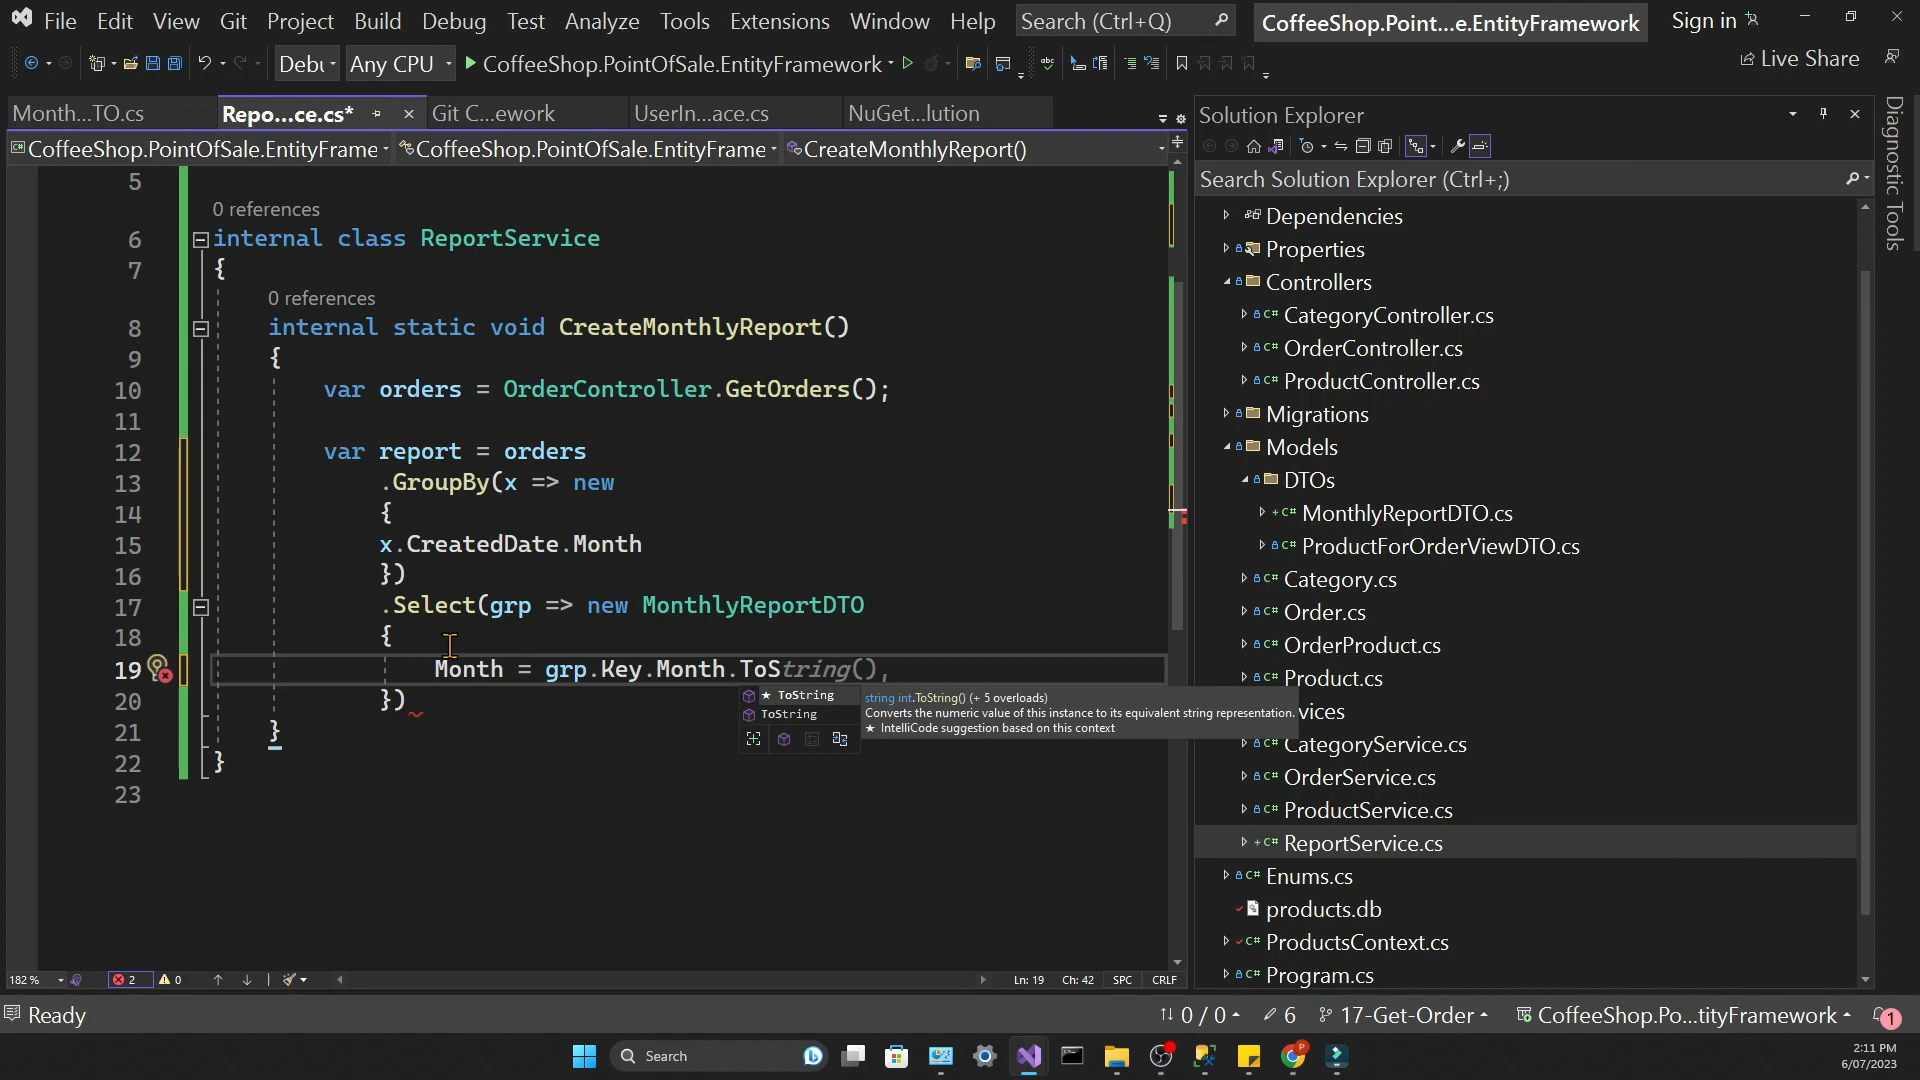 File Edit View Git Project Build Debug Test Analyze Tools Extensions Window Help Search (Ctrl+Q) CoffeeShop.Point...e.EntityFramework Sign in
Debu Any CPU CoffeeShop.PointOfSale.EntityFramework Live Share
Month...TO.cs Repo...ce.cs* Git C...ework UserIn...ace.cs NuGet...lution
CoffeeShop.PointOfSale.EntityFrame CoffeeShop.PointOfSale.EntityFrame CreateMonthlyReport()
5
0 references
6 internal class ReportService
7 {
0 references
8 internal static void CreateMonthlyReport()
9 {
10 var orders = OrderController.GetOrders();
11
12 var report = orders
13 .GroupBy(x => new
14 {
15 x.CreatedDate.Month
16 })
17 .Select(grp => new MonthlyReportDTO
18 {
19 Month = grp.Key.Month.ToString(),
20 })
21 }
22 }
23
★ ToString
ToString
string int.ToString() (+ 5 overloads)
Converts the numeric value of this instance to its equivalent string representation.
★ IntelliCode suggestion based on this context
182 % 2 0 Ln: 19 Ch: 42 SPC CRLF
Solution Explorer
Search Solution Explorer (Ctrl+;)
Dependencies
Properties
Controllers
C# CategoryController.cs
C# OrderController.cs
C# ProductController.cs
Migrations
Models
DTOs
C# MonthlyReportDTO.cs
C# ProductForOrderViewDTO.cs
C# Category.cs
C# Order.cs
C# OrderProduct.cs
C# Product.cs
vices
C# CategoryService.cs
C# OrderService.cs
C# ProductService.cs
C# ReportService.cs
C# Enums.cs
products.db
C# ProductsContext.cs
C# Program.cs
Diagnostic Tools
Ready 0 / 0 6 17-Get-Order CoffeeShop.Po...tityFramework 1
Search
2:11 PM
6/07/2023